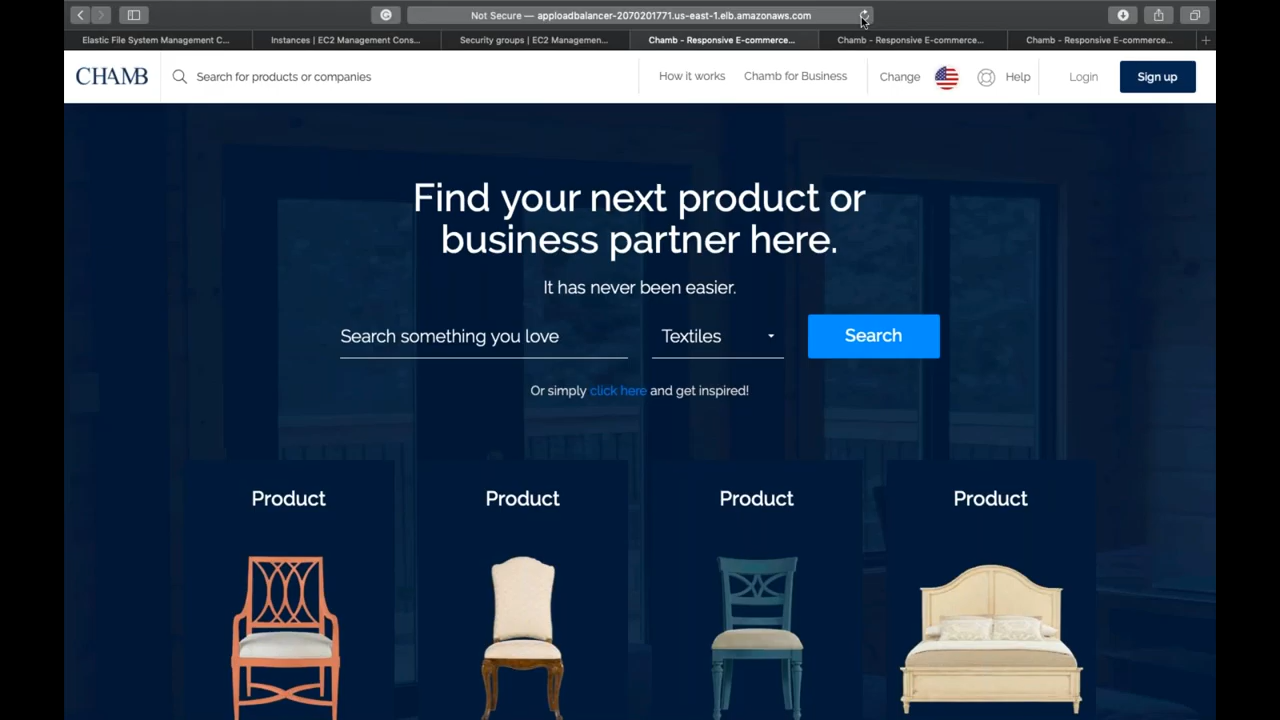 Not Secure — apploadbalancer-2070201771.us-east-1.elb.amazonaws.com
Elastic File System Management C...
Instances | EC2 Management Cons...
Security groups | EC2 Managemen...
Chamb - Responsive E-commerce...
Chamb - Responsive E-commerce...
Chamb - Responsive E-commerce...
CHAMB
Search for products or companies
How it works
Chamb for Business
Change
Help
Login
Sign up
Find your next product or
business partner here.
It has never been easier.
Search something you love
Textiles
Search
Or simply click here and get inspired!
Product
Product
Product
Product